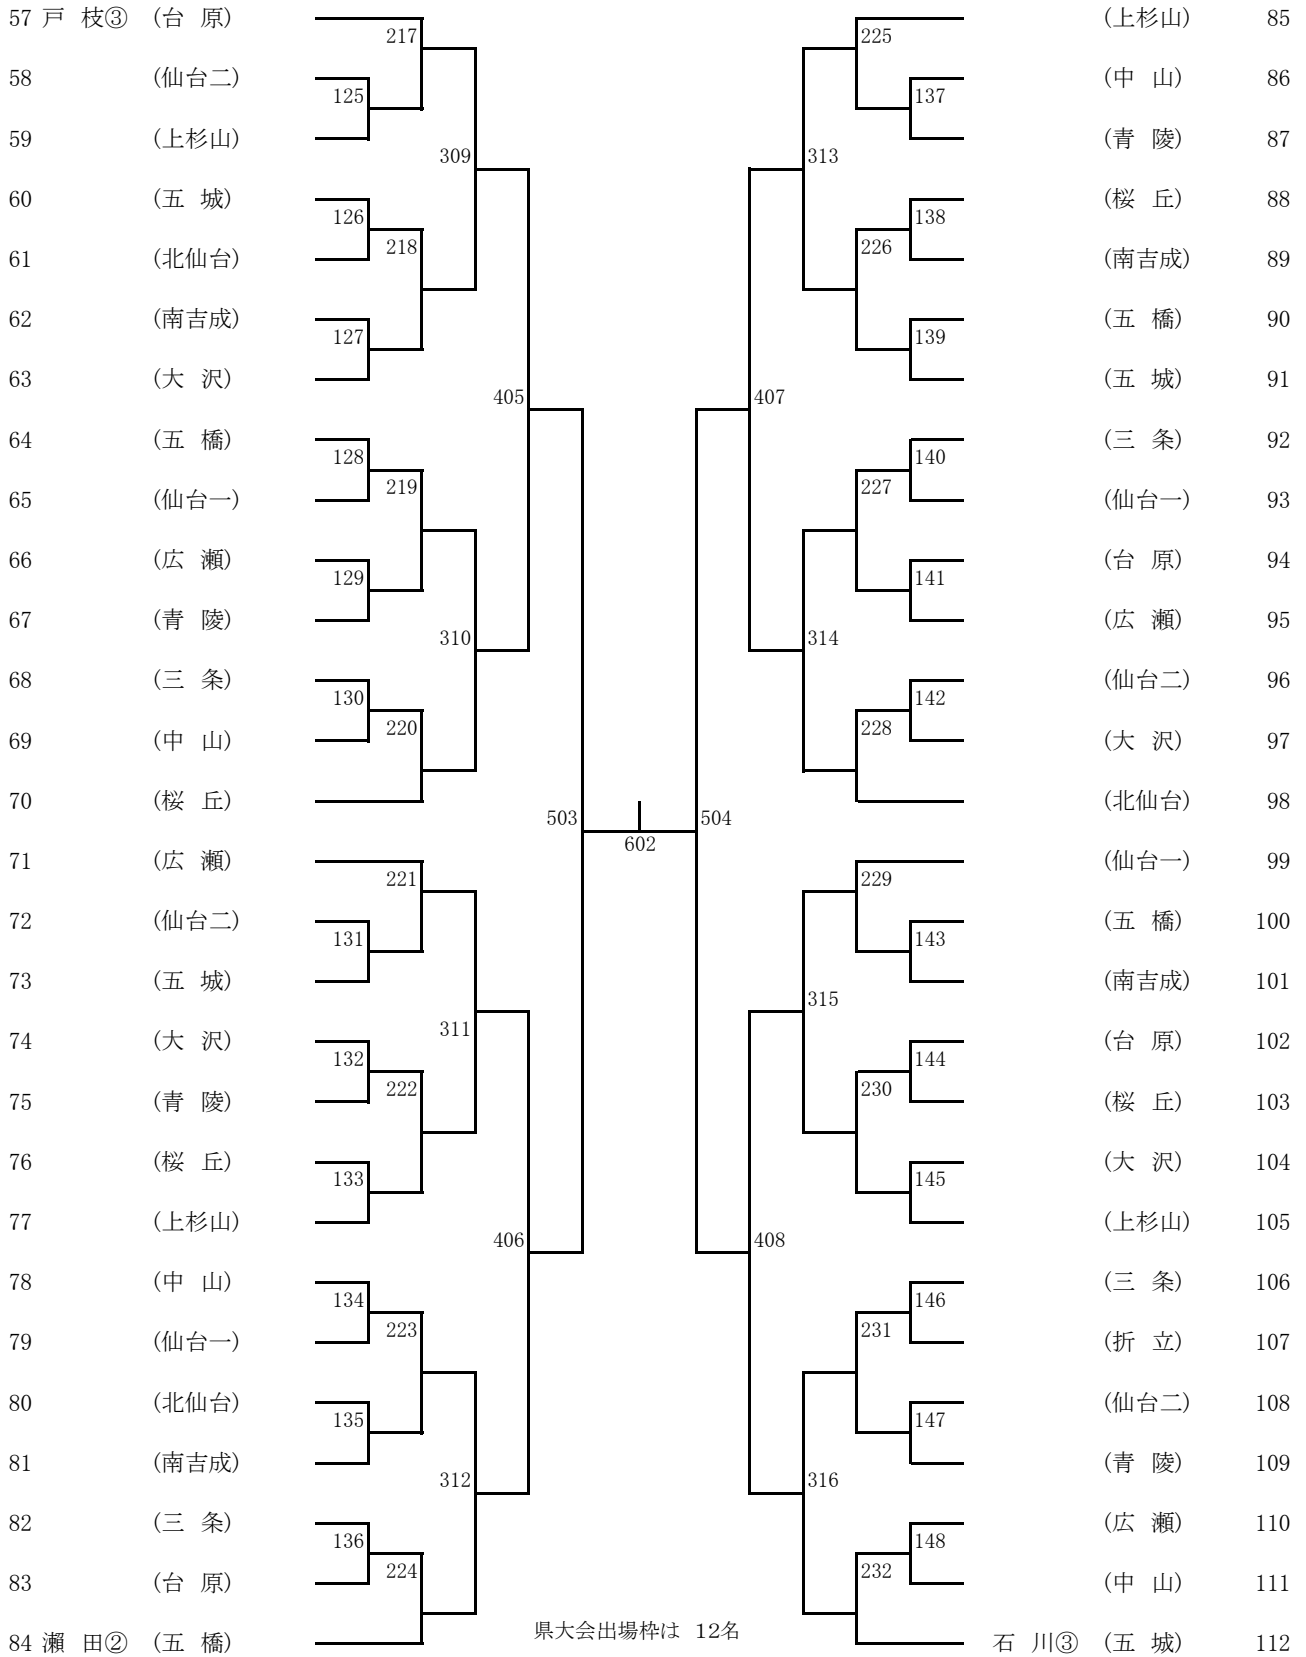 57 戸 枝③ (台 原)
217
58 (仙台二)
125
59 (上杉山)
309
60 (五 城)
126
218
61 (北仙台)
62 (南吉成)
127
63 (大 沢)
405
64 (五 橋)
128
219
65 (仙台一)
66 (広 瀬)
129
67 (青 陵)
310
68 (三 条)
130
220
69 (中 山)
70 (桜 丘)
503
71 (広 瀬)
221
72 (仙台二)
131
73 (五 城)
311
74 (大 沢)
132
222
75 (青 陵)
76 (桜 丘)
133
77 (上杉山)
406
78 (中 山)
134
223
79 (仙台一)
80 (北仙台)
135
81 (南吉成)
312
82 (三 条)
136
224
83 (台 原)
84 瀬 田② (五 橋)
602
県大会出場枠は 12名
(上杉山) 85
225
(中 山) 86
137
(青 陵) 87
313
(桜 丘) 88
138
226
(南吉成) 89
(五 橋) 90
139
(五 城) 91
407
(三 条) 92
140
227
(仙台一) 93
(台 原) 94
141
(広 瀬) 95
314
(仙台二) 96
142
228
(大 沢) 97
(北仙台) 98
504
(仙台一) 99
229
(五 橋) 100
143
(南吉成) 101
315
(台 原) 102
144
230
(桜 丘) 103
(大 沢) 104
145
(上杉山) 105
408
(三 条) 106
146
231
(折 立) 107
(仙台二) 108
147
(青 陵) 109
316
(広 瀬) 110
148
232
(中 山) 111
石 川③ (五 城) 112